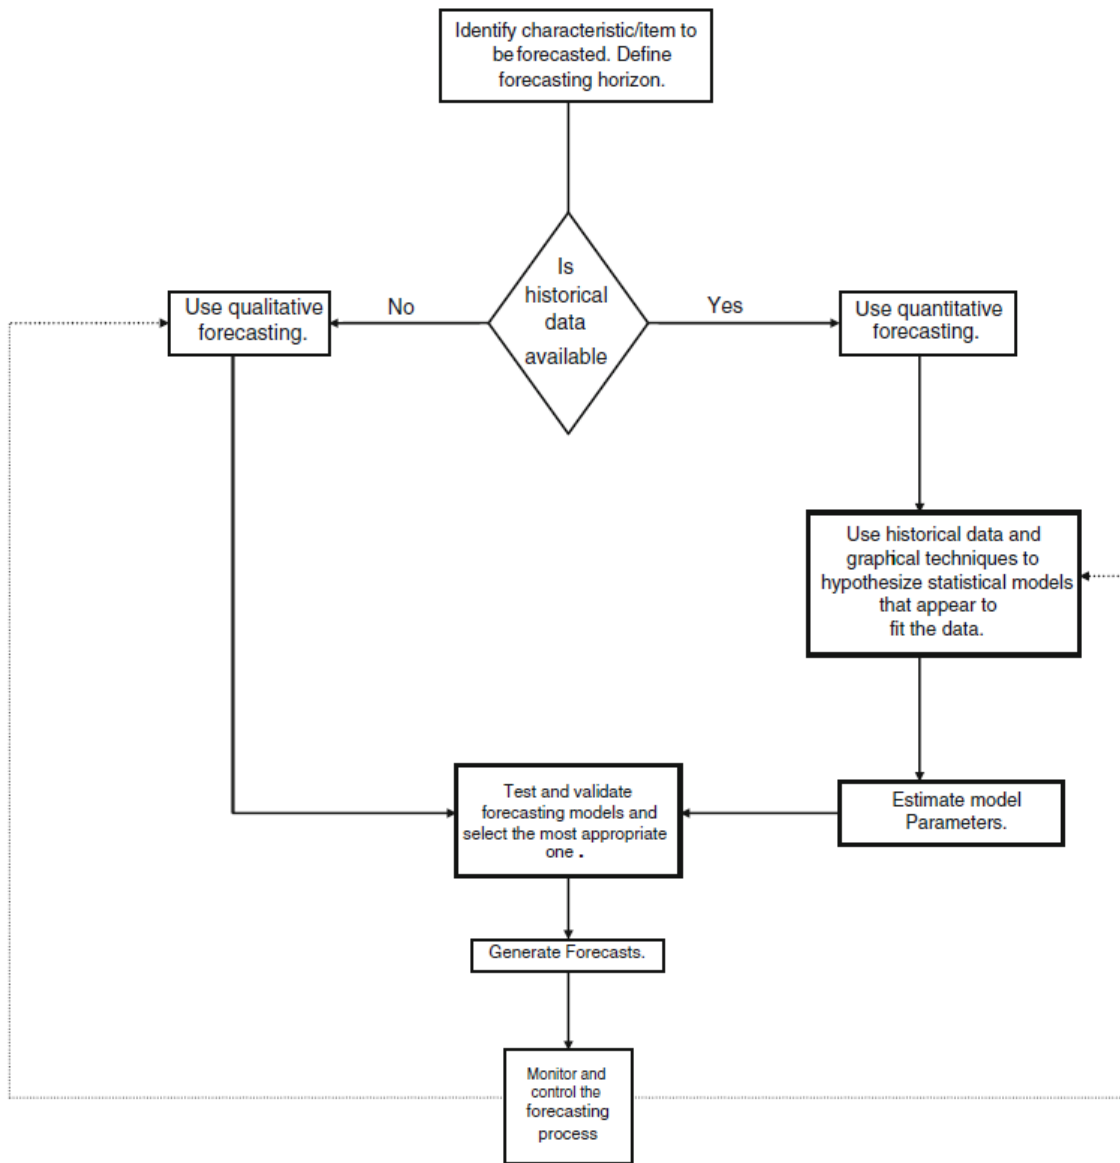 Identify characteristic/item to
be forecasted. Define
forecasting horizon.
Is
historical
data
available
No
Yes
Use qualitative
forecasting.
Use quantitative
forecasting.
Use historical data and
graphical techniques to
hypothesize statistical models
that appear to
fit the data.
Test and validate
forecasting models and
select the most appropriate
one .
Estimate model
Parameters.
Generate Forecasts.
Monitor and
control the
forecasting
process